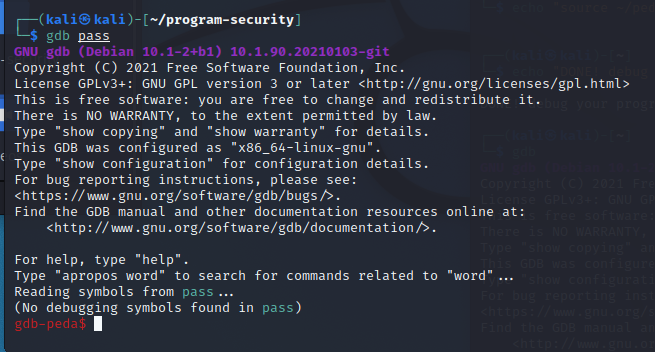 ┌──(kali㉿kali)-[~/program-security]
└─$ gdb pass
GNU gdb (Debian 10.1-2+b1) 10.1.90.20210103-git
Copyright (C) 2021 Free Software Foundation, Inc.
License GPLv3+: GNU GPL version 3 or later <http://gnu.org/licenses/gpl.html>
This is free software: you are free to change and redistribute it.
There is NO WARRANTY, to the extent permitted by law.
Type "show copying" and "show warranty" for details.
This GDB was configured as "x86_64-linux-gnu".
Type "show configuration" for configuration details.
For bug reporting instructions, please see:
<https://www.gnu.org/software/gdb/bugs/>.
Find the GDB manual and other documentation resources online at:
    <http://www.gnu.org/software/gdb/documentation/>.

For help, type "help".
Type "apropos word" to search for commands related to "word"...
Reading symbols from pass...
(No debugging symbols found in pass)
gdb-peda$